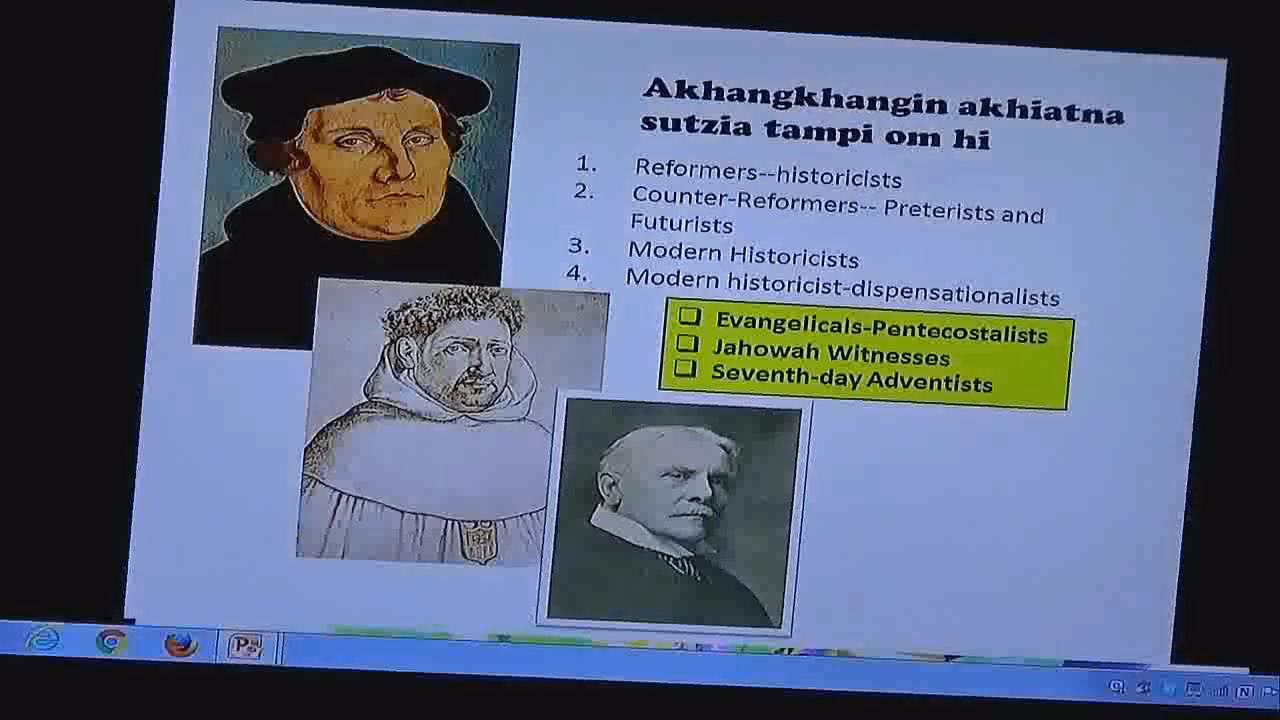 Akhangkhangin akhiatna
sutzia tampi om hi
1. Reformers--historicists
2. Counter-Reformers-- Preterists and
Futurists
3. Modern Historicists
4. Modern historicist-dispensationalists
Evangelicals-Pentecostalists
Jahowah Witnesses
Seventh-day Adventists